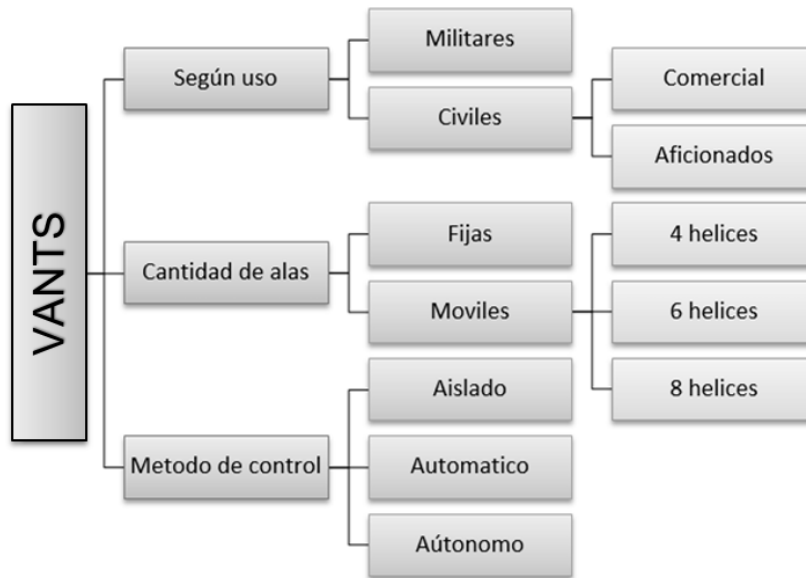 VANTS
Según uso
Militares
Civiles
Comercial
Aficionados
Cantidad de alas
Fijas
Moviles
4 helices
6 helices
8 helices
Metodo de control
Aislado
Automatico
Aútonomo